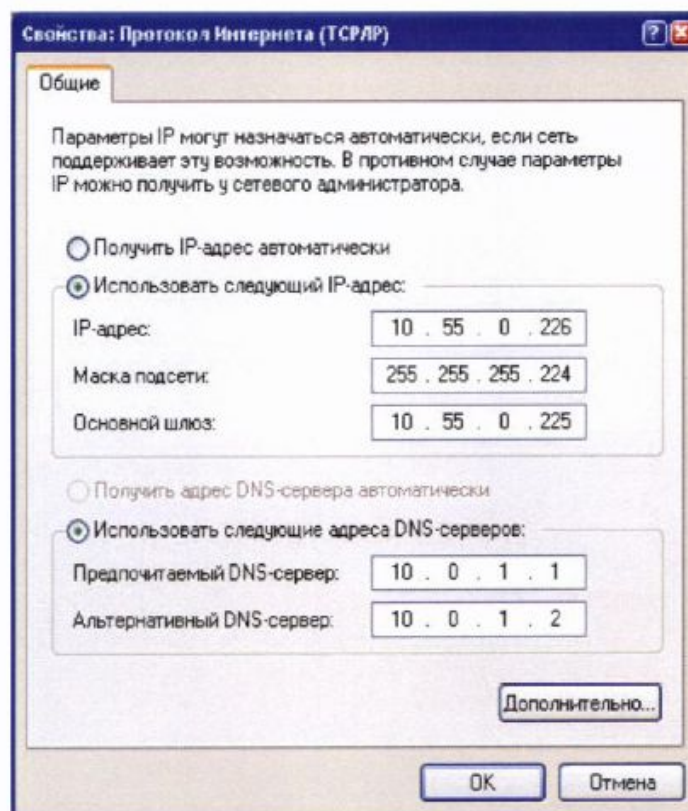 Свойства: Протокол Интернета (TCP/IP)
Общие
Параметры IP могут назначаться автоматически, если сеть
поддерживает эту возможность. В противном случае параметры
IP можно получить у сетевого администратора.
Получить IP-адрес автоматически
Использовать следующий IP-адрес:
IP-адрес: 10 . 55 . 0 . 226
Маска подсети: 255 . 255 . 255 . 224
Основной шлюз: 10 . 55 . 0 . 225
Получить адрес DNS-сервера автоматически
Использовать следующие адреса DNS-серверов:
Предпочитаемый DNS-сервер: 10 . 0 . 1 . 1
Альтернативный DNS-сервер: 10 . 0 . 1 . 2
Дополнительно...
OK Отмена